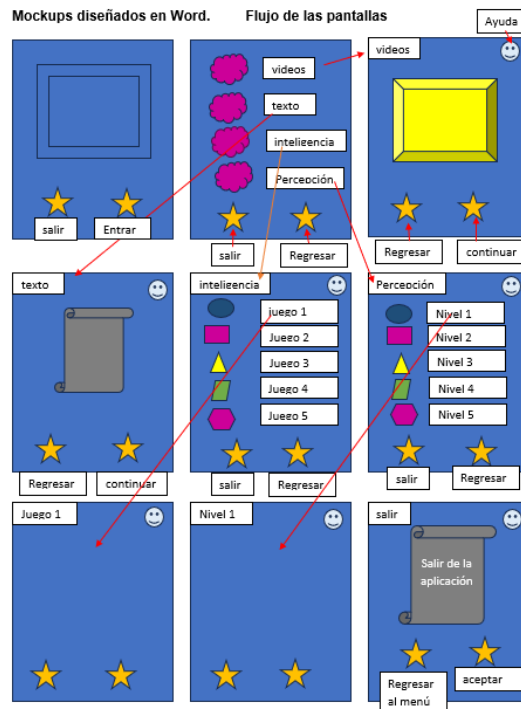 Mockups diseñados en Word.
Flujo de las pantallas
Ayuda
salir
Entrar
videos
texto
inteligencia
Percepción
salir
Regresar
videos
Regresar
continuar
texto
Regresar
continuar
inteligencia
juego 1
Juego 2
Juego 3
Juego 4
Juego 5
salir
Regresar
Percepción
Nivel 1
Nivel 2
Nivel 3
Nivel 4
Nivel 5
salir
Regresar
Juego 1
Nivel 1
salir
Salir de la
aplicación
Regresar
al menú
aceptar